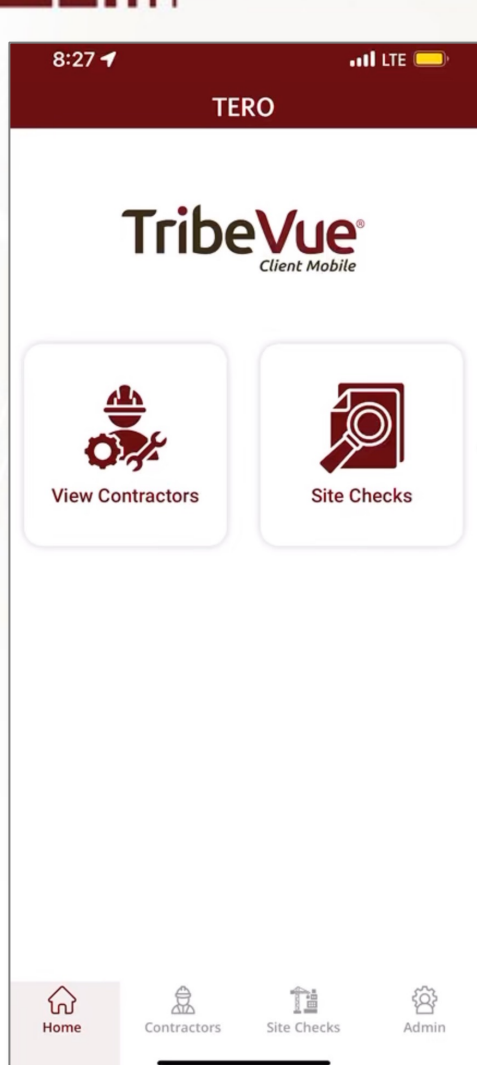 8:27
LTE
TERO
TribeVue®
Client Mobile
View Contractors
Site Checks
Home
Contractors
Site Checks
Admin